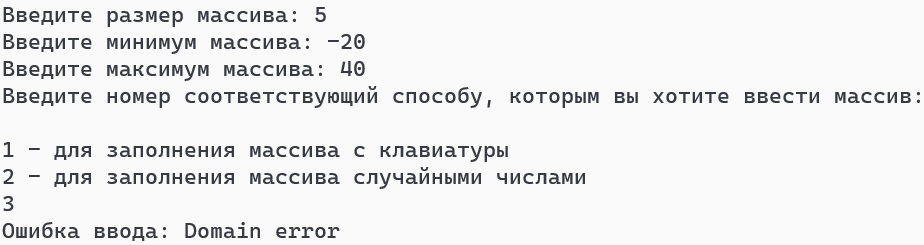 Введите размер массива: 5
Введите минимум массива: -20
Введите максимум массива: 40
Введите номер соответствующий способу, которым вы хотите ввести массив:
1 - для заполнения массива с клавиатуры
2 - для заполнения массива случайными числами
3
Ошибка ввода: Domain error